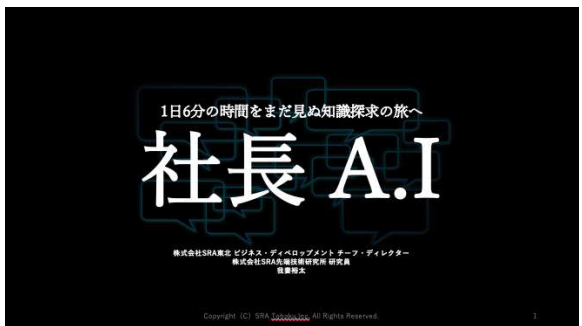 1日6分の時間をまだ見ぬ知識探求の旅へ
社長 A.I
株式会社SRA東北 ビジネス・ディベロップメント チーフ・ディレクター
株式会社SRA先端技術研究所 研究員
我妻裕太
Copyright (C) SRA Tohoku Inc. All Rights Reserved.
1